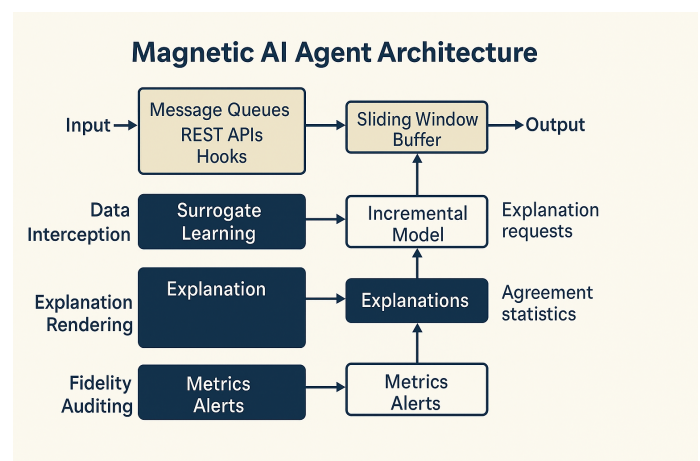 Magnetic AI Agent Architecture
Input
Message Queues
REST APIs
Hooks
Sliding Window
Buffer
Output
Data
Interception
Surrogate
Learning
Incremental
Model
Explanation
requests
Explanation
Rendering
Explanation
Explanations
Agreement
statistics
Fidelity
Auditing
Metrics
Alerts
Metrics
Alerts